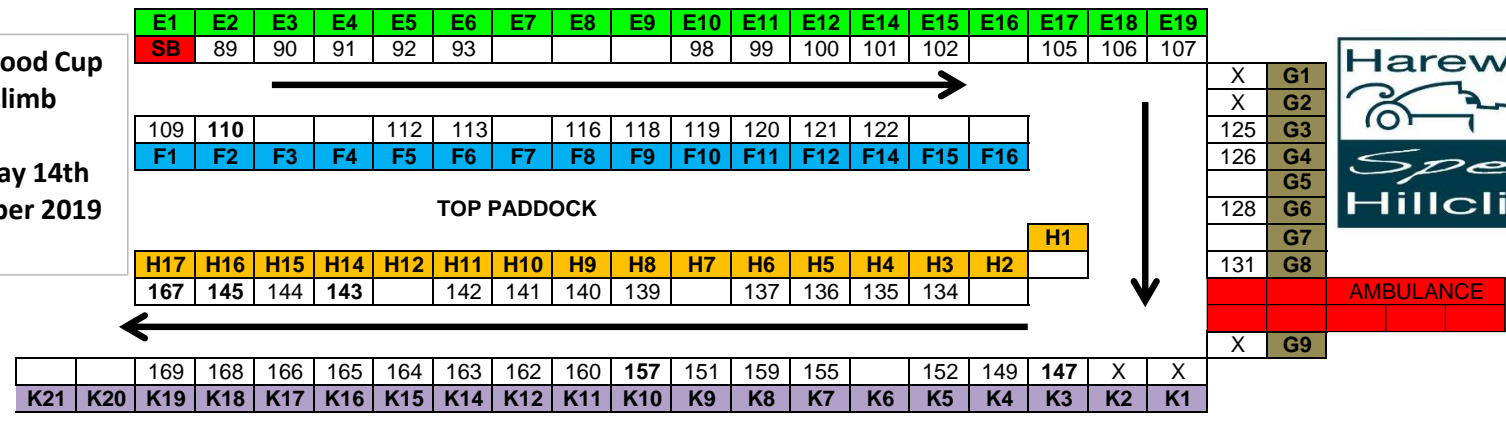 E1 E2 E3 E4 E5 E6 E7 E8 E9 E10 E11 E12 E14 E15 E16 E17 E18 E19
SB 89 90 91 92 93 98 99 100 101 102 105 106 107
ood Cup
limb
ay 14th
ber 2019
X G1
X G2
125 G3
126 G4
G5
128 G6
G7
131 G8
AMBULANCE
X G9
Harew
Spe
Hillcli
109 110 112 113 116 118 119 120 121 122
F1 F2 F3 F4 F5 F6 F7 F8 F9 F10 F11 F12 F14 F15 F16
TOP PADDOCK
H1
H17 H16 H15 H14 H12 H11 H10 H9 H8 H7 H6 H5 H4 H3 H2
167 145 144 143 142 141 140 139 137 136 135 134
169 168 166 165 164 163 162 160 157 151 159 155 152 149 147 X X
K21 K20 K19 K18 K17 K16 K15 K14 K12 K11 K10 K9 K8 K7 K6 K5 K4 K3 K2 K1